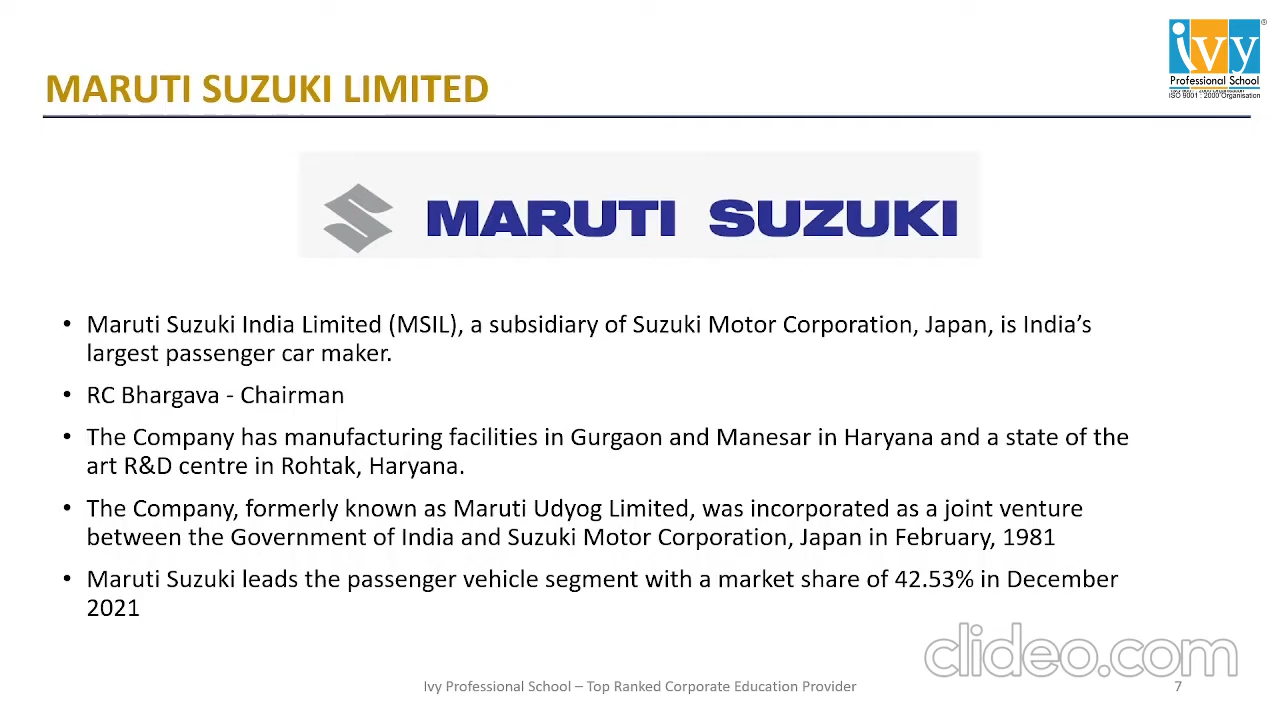 ivy
®
Professional School
ISO 9001 : 2000 Organisation
MARUTI SUZUKI LIMITED
MARUTI SUZUKI
• Maruti Suzuki India Limited (MSIL), a subsidiary of Suzuki Motor Corporation, Japan, is India’s
largest passenger car maker.
• RC Bhargava - Chairman
• The Company has manufacturing facilities in Gurgaon and Manesar in Haryana and a state of the
art R&D centre in Rohtak, Haryana.
• The Company, formerly known as Maruti Udyog Limited, was incorporated as a joint venture
between the Government of India and Suzuki Motor Corporation, Japan in February, 1981
• Maruti Suzuki leads the passenger vehicle segment with a market share of 42.53% in December
2021
clideo.com
Ivy Professional School – Top Ranked Corporate Education Provider
7